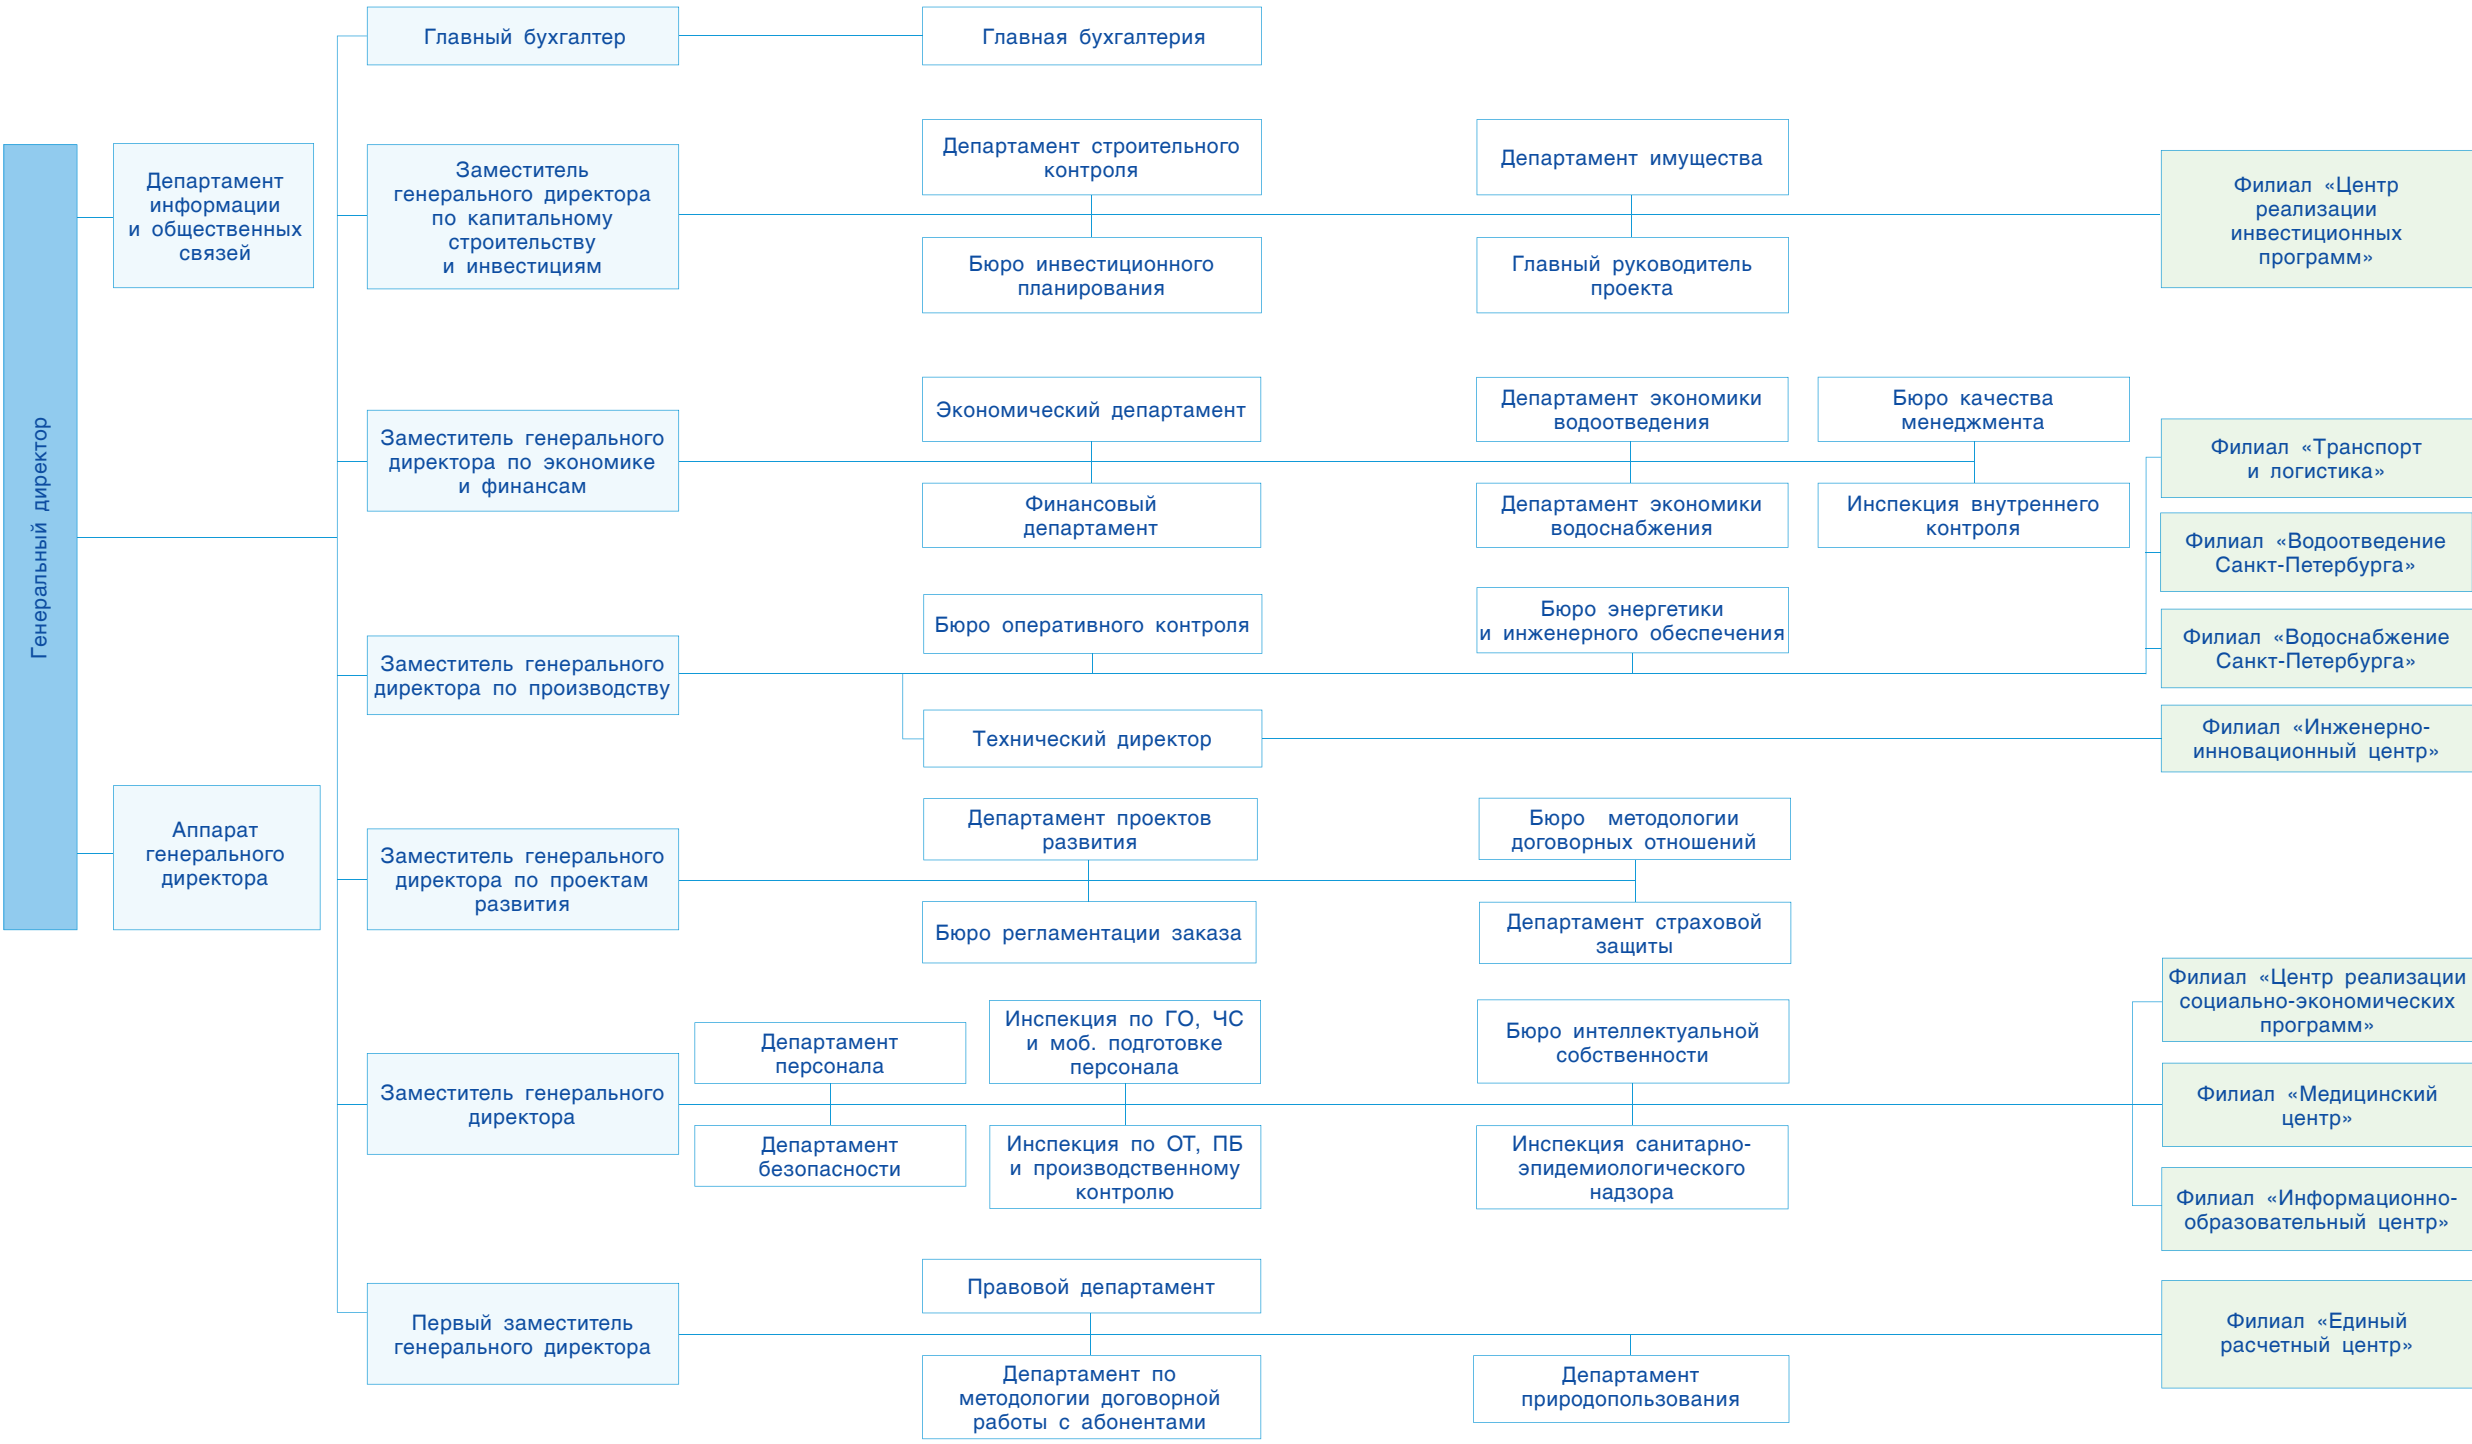 Генеральный директор
Департамент
информации
и общественных
связей
Аппарат
генерального
директора
Главный бухгалтер
Главная бухгалтерия
Заместитель
генерального директора
по капитальному
строительству
и инвестициям
Департамент строительного
контроля
Департамент имущества
Бюро инвестиционного
планирования
Главный руководитель
проекта
Филиал «Центр
реализации
инвестиционных
программ»
Заместитель генерального
директора по экономике
и финансам
Экономический департамент
Департамент экономики
водоотведения
Бюро качества
менеджмента
Финансовый
департамент
Департамент экономики
водоснабжения
Инспекция внутреннего
контроля
Филиал «Транспорт
и логистика»
Филиал «Водоотведение
Санкт-Петербурга»
Филиал «Водоснабжение
Санкт-Петербурга»
Заместитель генерального
директора по производству
Бюро оперативного контроля
Бюро энергетики
и инженерного обеспечения
Технический директор
Филиал «Инженерно-
инновационный центр»
Заместитель генерального
директора по проектам
развития
Департамент проектов
развития
Бюро методологии
договорных отношений
Бюро регламентации заказа
Департамент страховой
защиты
Заместитель генерального
директора
Департамент
персонала
Инспекция по ГО, ЧС
и моб. подготовке
персонала
Бюро интеллектуальной
собственности
Департамент
безопасности
Инспекция по ОТ, ПБ
и производственному
контролю
Инспекция санитарно-
эпидемиологического
надзора
Филиал «Центр реализации
социально-экономических
программ»
Филиал «Медицинский
центр»
Филиал «Информационно-
образовательный центр»
Первый заместитель
генерального директора
Правовой департамент
Департамент по
методологии договорной
работы с абонентами
Департамент
природопользования
Филиал «Единый
расчетный центр»